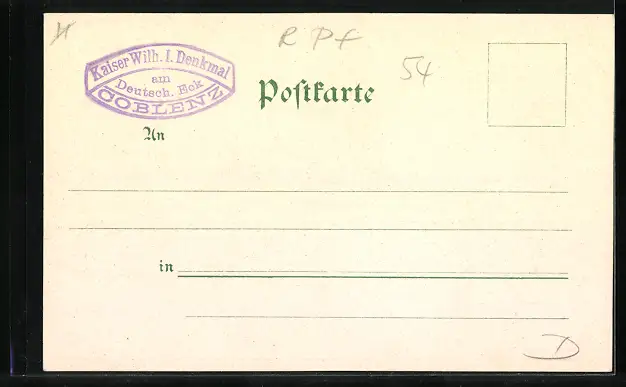 R Pf
54
Kaiser Wilh. I. Denkmal
am
Deutsch. Eck
COBLENZ
Postkarte
An
in
D